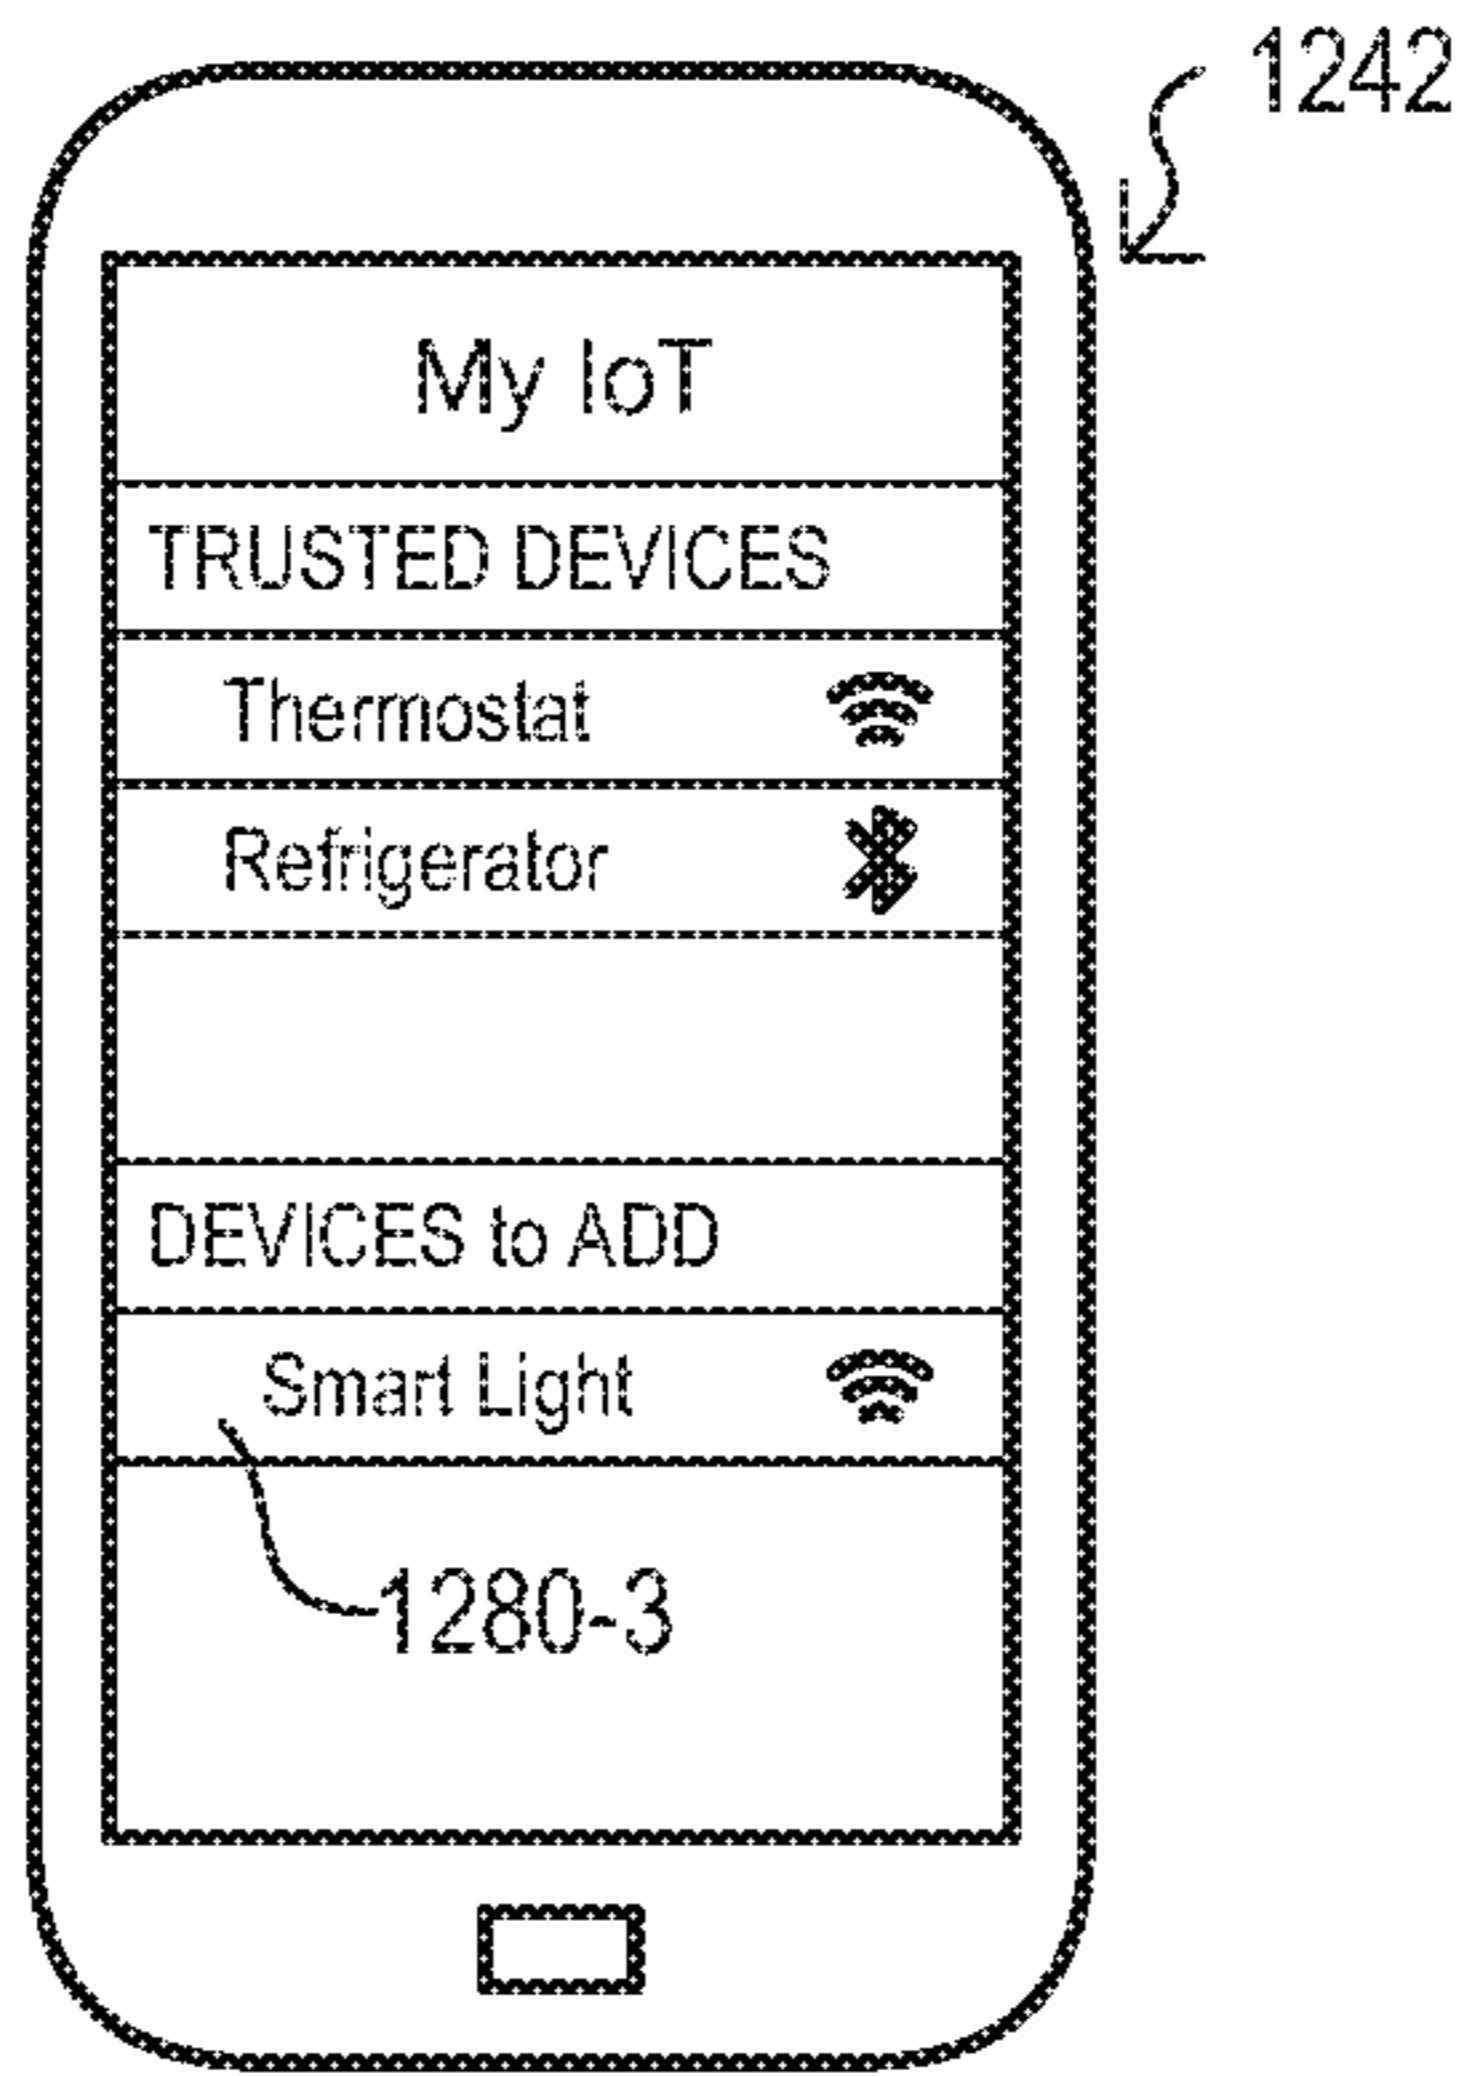 1242
My IoT
TRUSTED DEVICES
Thermostat
Refrigerator
DEVICES to ADD
Smart Light
1280-3